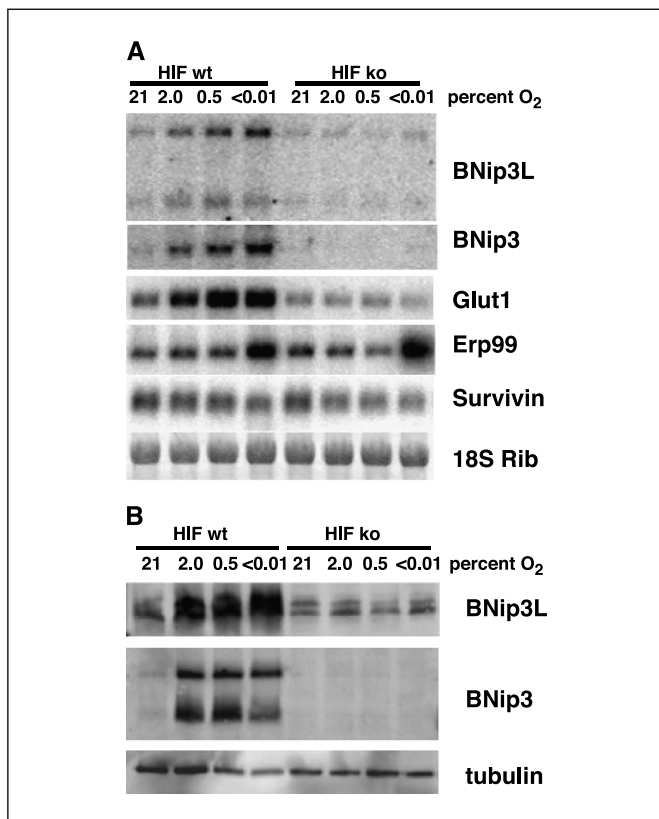 A
HIF wt HIF ko
21 2.0 0.5 <0.01 21 2.0 0.5 <0.01 percent O₂
BNip3L
BNip3
Glut1
Erp99
Survivin
18S Rib
B
HIF wt HIF ko
21 2.0 0.5 <0.01 21 2.0 0.5 <0.01 percent O₂
BNip3L
BNip3
tubulin